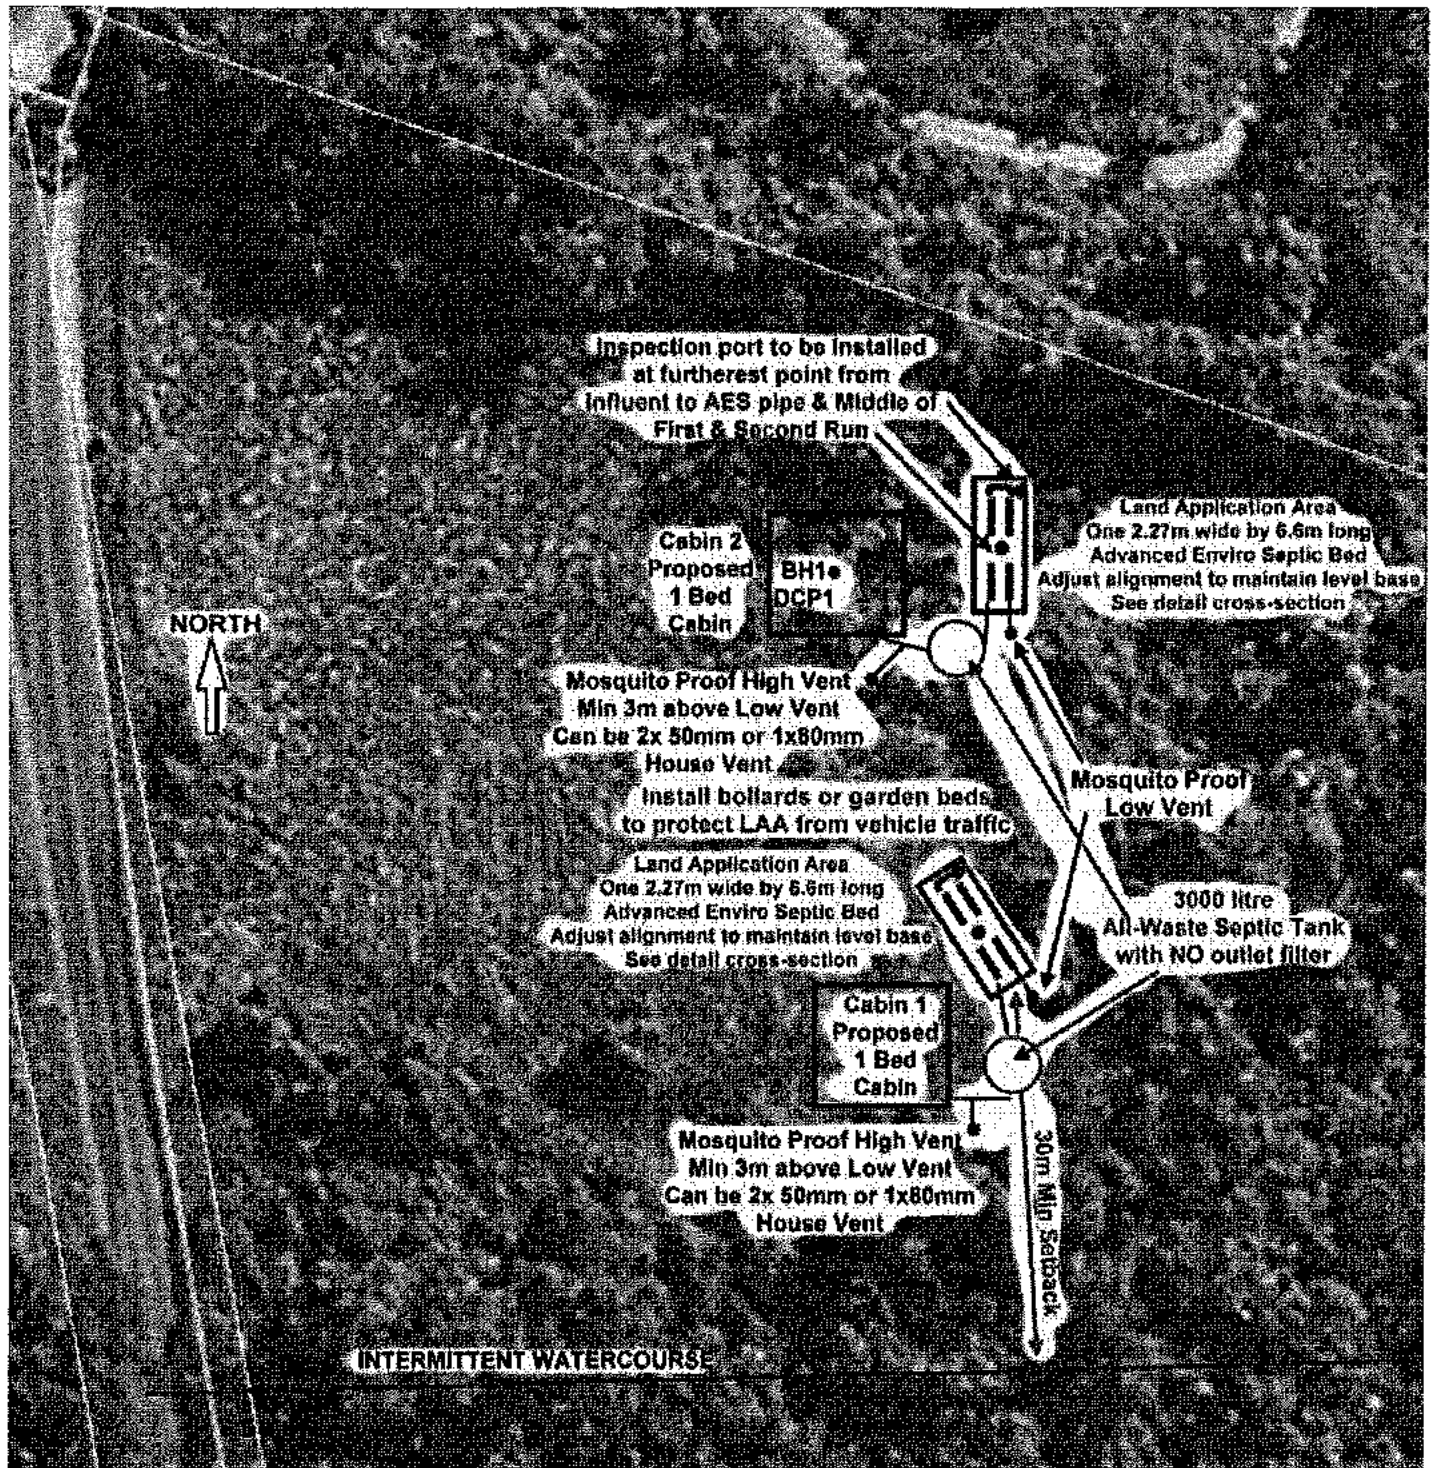 Inspection port to be installed
at furtherest point from
Influent to AES pipe & Middle of
First & Second Run
Land Application Area
One 2.27m wide by 6.6m long
Advanced Enviro Septic Bed
Adjust alignment to maintain level base
See detail cross-section
Cabin 2
Proposed
1 Bed
Cabin
BH1
DCP1
NORTH
Mosquito Proof High Vent
Min 3m above Low Vent
Can be 2x 50mm or 1x80mm
House Vent
Install bollards or garden beds
to protect LAA from vehicle traffic
Mosquito Proof
Low Vent
Land Application Area
One 2.27m wide by 6.6m long
Advanced Enviro Septic Bed
Adjust alignment to maintain level base
See detail cross-section
3000 litre
All-Waste Septic Tank
with NO outlet filter
Cabin 1
Proposed
1 Bed
Cabin
Mosquito Proof High Vent
Min 3m above Low Vent
Can be 2x 50mm or 1x80mm
House Vent
30m Min Setback
INTERMITTENT WATERCOURSE